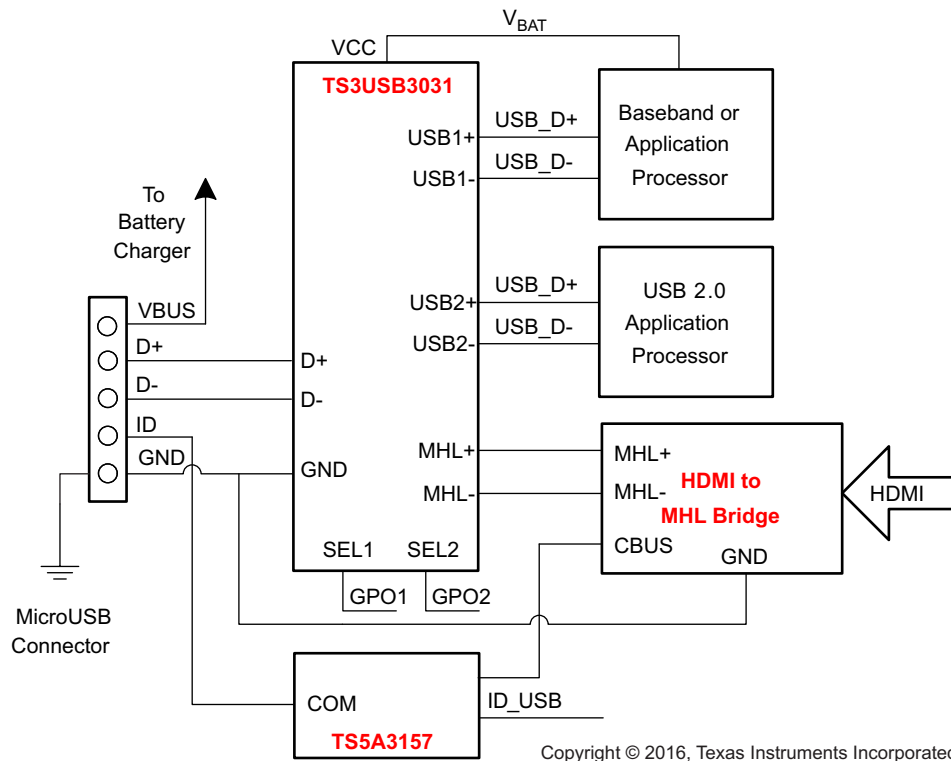 V_BAT
VCC
TS3USB3031
Baseband or
Application
Processor
USB1+
USB_D+
USB1-
USB_D-
To
Battery
Charger
USB2+
USB_D+
USB2-
USB_D-
USB 2.0
Application
Processor
VBUS
D+
D-
ID
GND
D+
D-
GND
MHL+
MHL-
MHL+
MHL-
HDMI to
MHL Bridge
CBUS
GND
HDMI
SEL1
SEL2
GPO1
GPO2
MicroUSB
Connector
COM
ID_USB
TS5A3157
Copyright © 2016, Texas Instruments Incorporated